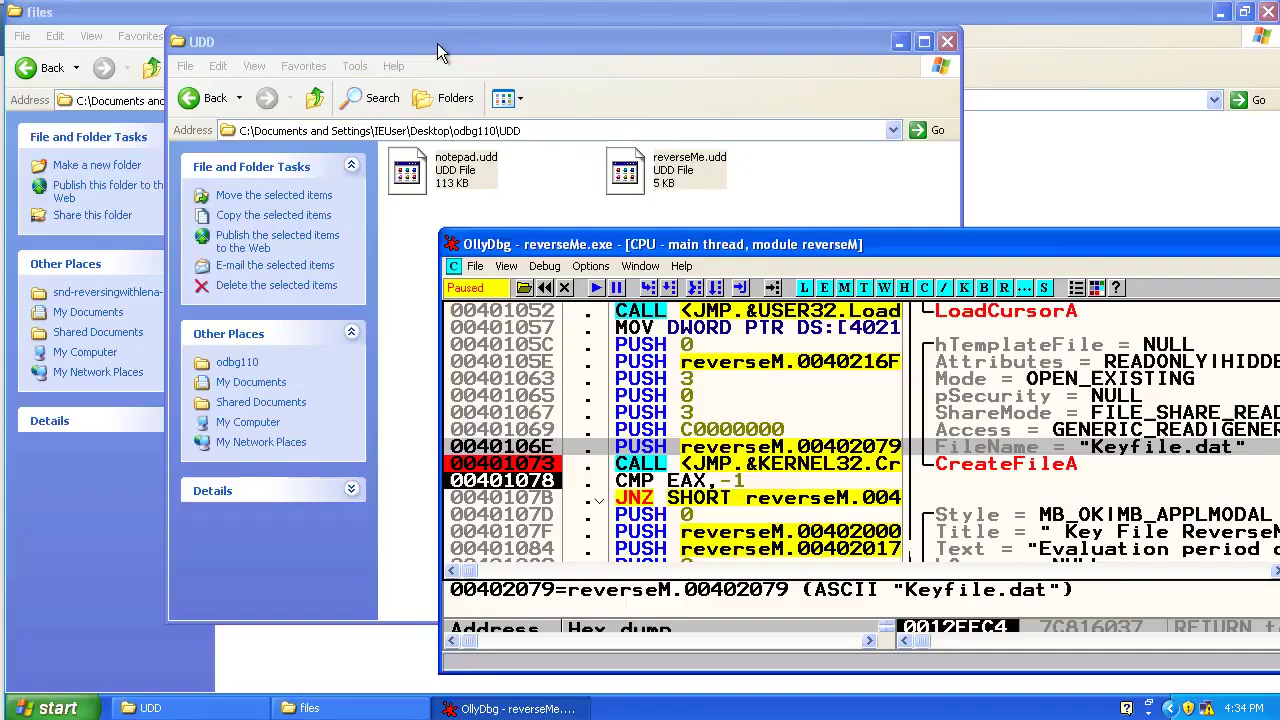 files
File Edit View Favorites
Back
Address C:\Documents and Go
File and Folder Tasks
Make a new folder
Publish this folder to the
Web
Share this folder
Other Places
snd-reversingwithlena-
My Documents
Shared Documents
My Computer
My Network Places
Details
UDD
File Edit View Favorites Tools Help
Back Search Folders
Address C:\Documents and Settings\IEUser\Desktop\odbg110\UDD Go
File and Folder Tasks
Move the selected items
Copy the selected items
Publish the selected items
to the Web
E-mail the selected items
Delete the selected items
Other Places
odbg110
My Documents
Shared Documents
My Computer
My Network Places
Details
notepad.udd
UDD File
113 KB
reverseMe.udd
UDD File
5 KB
OllyDbg - reverseMe.exe - [CPU - main thread, module reverseM]
C File View Debug Options Window Help
Paused L E M T W H C / K B R ... S ?
00401052 . CALL <JMP.&USER32.Load LoadCursorA
00401057 . MOV DWORD PTR DS:[4021
0040105C . PUSH 0 hTemplateFile = NULL
0040105E . PUSH reverseM.0040216F Attributes = READONLY|HIDDE
00401063 . PUSH 3 Mode = OPEN_EXISTING
00401065 . PUSH 0 pSecurity = NULL
00401067 . PUSH 3 ShareMode = FILE_SHARE_READ
00401069 . PUSH C0000000 Access = GENERIC_READ|GENER
0040106E . PUSH reverseM.00402079 FileName = "Keyfile.dat"
00401073 . CALL <JMP.&KERNEL32.Cr CreateFileA
00401078 . CMP EAX,-1
0040107B . JNZ SHORT reverseM.004
0040107D . PUSH 0 Style = MB_OK|MB_APPLMODAL
0040107F . PUSH reverseM.00402000 Title = " Key File ReverseM
00401084 . PUSH reverseM.00402017 Text = "Evaluation period o
00402079=reverseM.00402079 (ASCII "Keyfile.dat")
Address Hex dump 0012FFC4 7C816037 RETURN t
start UDD files OllyDbg - reverseMe.... ? 4:34 PM